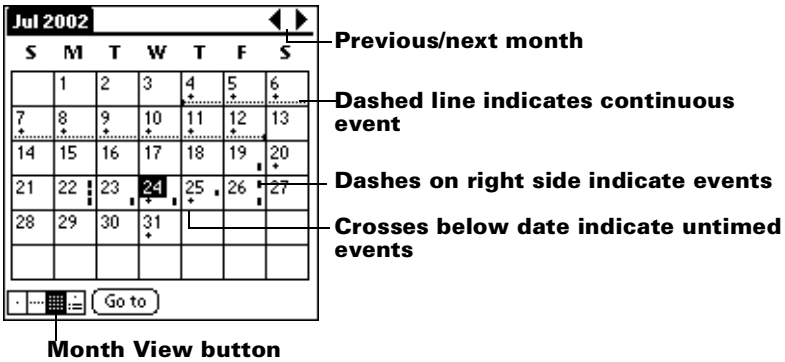 Jul 2002
Previous/next month
S M T W T F S
1 2 3 4 5 6
Dashed line indicates continuous
event
7 8 9 10 11 12 13
14 15 16 17 18 19 20
21 22 23 24 25 26 27
Dashes on right side indicate events
28 29 30 31
Crosses below date indicate untimed
events
Go to
Month View button